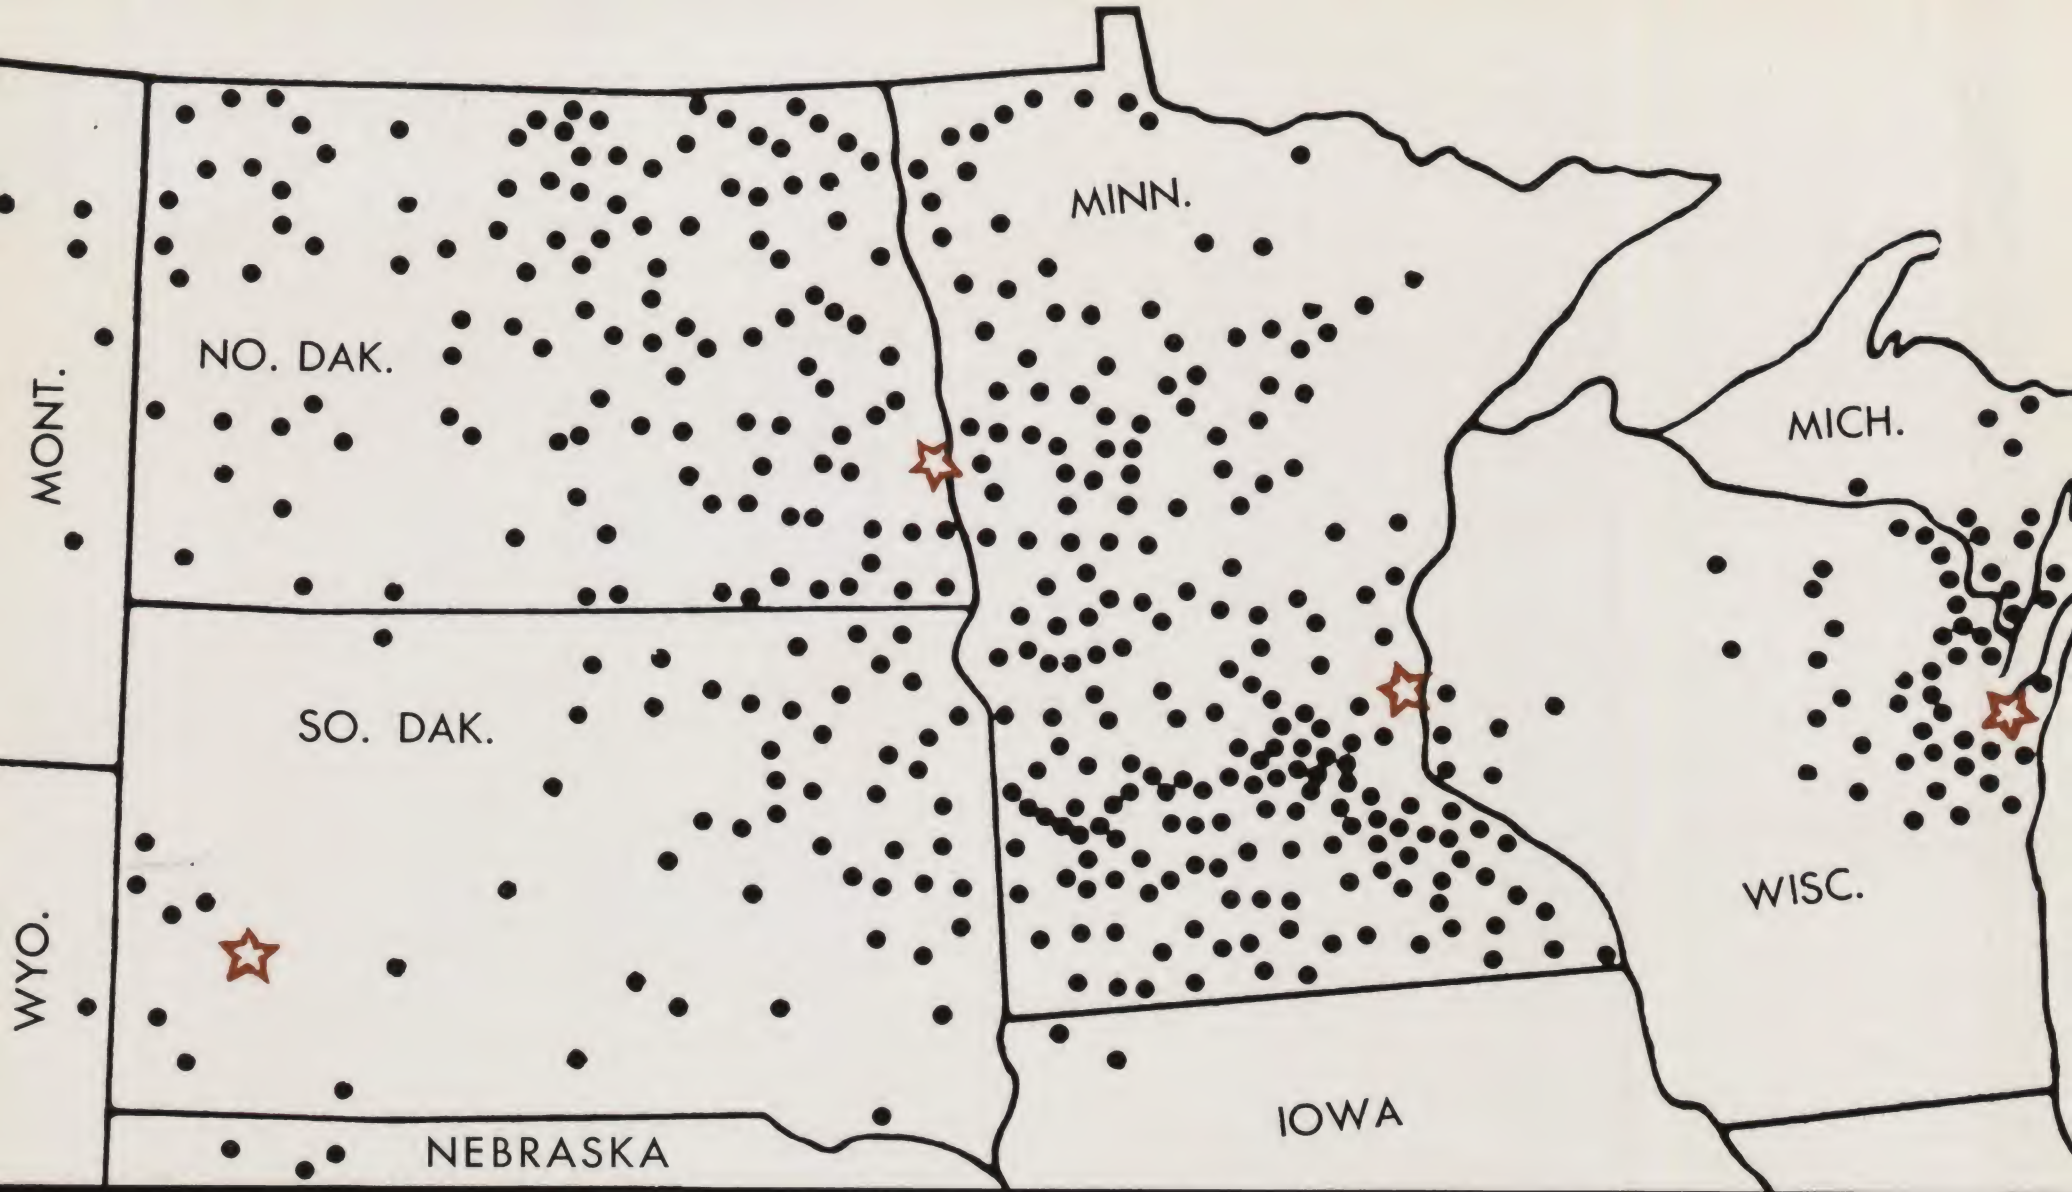 MINN.
NO. DAK.
MONT.
MICH.
SO. DAK.
WISC.
WYO.
IOWA
NEBRASKA